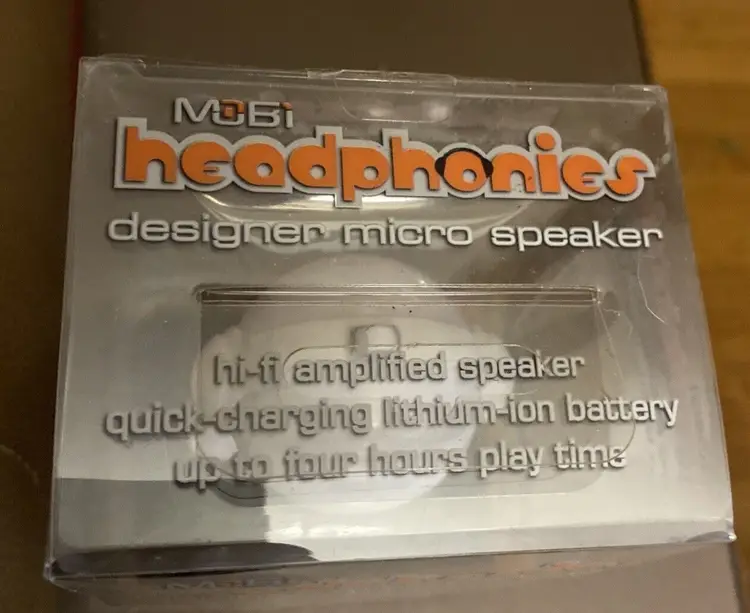 MOBi
headphonies
designer micro speaker
hi-fi amplified speaker
quick-charging lithium-ion battery
up to four hours play time